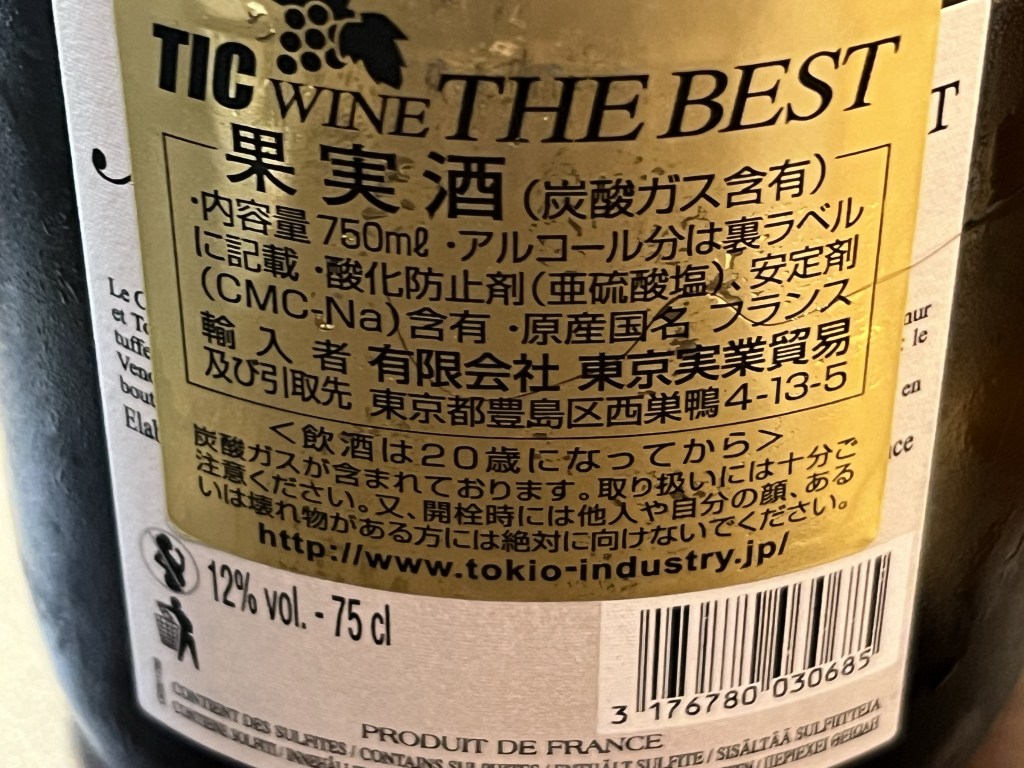 TIC WINE THE BEST
T
果実酒(炭酸ガス含有)
・内容量750mℓ ・アルコール分は裏ラベル
に記載 ・酸化防止剤(亜硫酸塩)、安定剤
(CMC-Na)含有 ・原産国名 フランス
輸入者 有限会社 東京実業貿易
及び引取先 東京都豊島区西巣鴨4-13-5
<飲酒は20歳になってから>
炭酸ガスが含まれております。取り扱いには十分ご
注意ください。又、開栓時には他人や自分の顔、ある
いは壊れ物がある方には絶対に向けないでください。
http://www.tokio-industry.jp/
Le
et
le
en
12% vol. - 75 cl
3 176780 030685
PRODUIT DE FRANCE
CONTIENT DES SULFITES / CONTAINS SULPHITES / ENTHÄLT SULFITE / SISÄLTÄÄ SULFIITTEJA